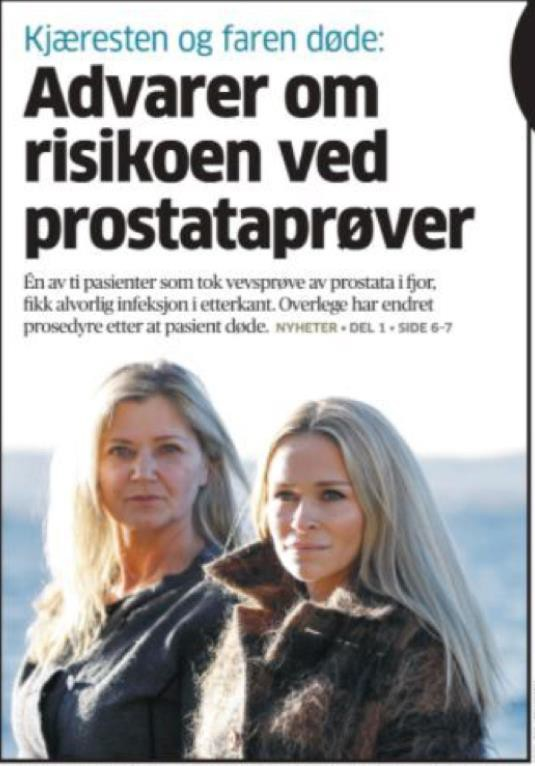 Kjæresten og faren døde:
Advarer om
risikoen ved
prostataprøver
Én av ti pasienter som tok vevsprøve av prostata i fjor,
fikk alvorlig infeksjon i etterkant. Overlege har endret
prosedyre etter at pasient døde. NYHETER • DEL 1 • SIDE 6–7